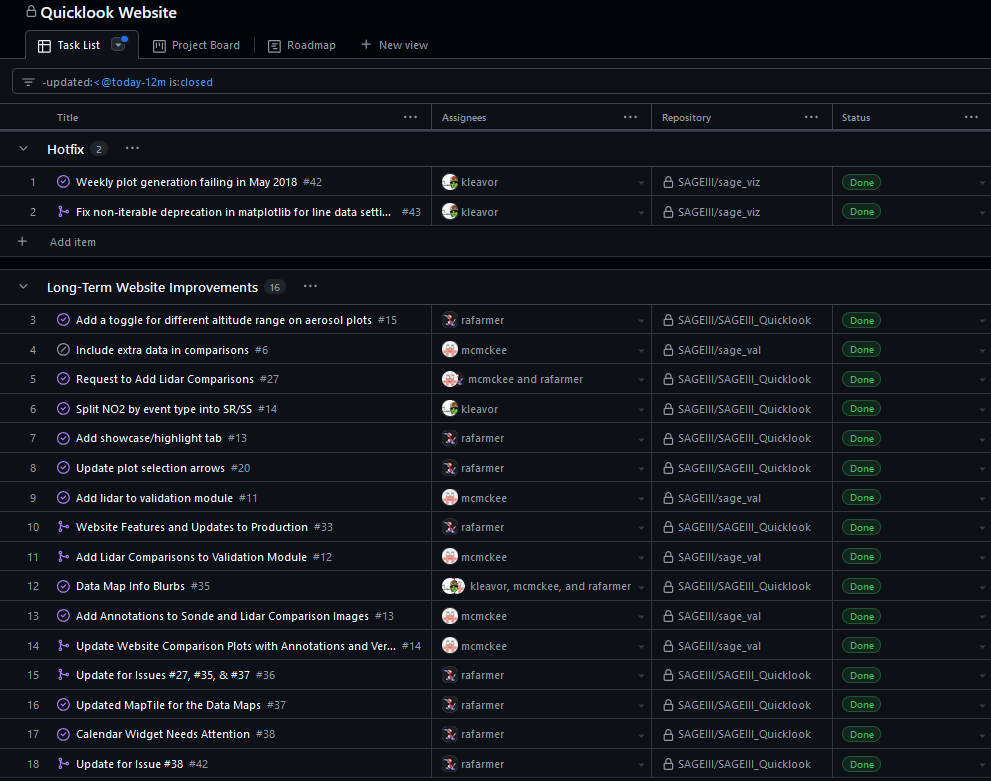 Quicklook Website
Task List Project Board Roadmap New view
-updated:<@today-12m is:closed
Title Assignees Repository Status
Hotfix 2
1 Weekly plot generation failing in May 2018 #42 kleavor SAGEIII/sage_viz Done
2 Fix non-iterable deprecation in matplotlib for line data setti... #43 kleavor SAGEIII/sage_viz Done
Add item
Long-Term Website Improvements 16
3 Add a toggle for different altitude range on aerosol plots #15 rafarmer SAGEIII/SAGEIII_Quicklook Done
4 Include extra data in comparisons #6 mcmckee SAGEIII/sage_val Done
5 Request to Add Lidar Comparisons #27 mcmckee and rafarmer SAGEIII/SAGEIII_Quicklook Done
6 Split NO2 by event type into SR/SS #14 kleavor SAGEIII/SAGEIII_Quicklook Done
7 Add showcase/highlight tab #13 rafarmer SAGEIII/SAGEIII_Quicklook Done
8 Update plot selection arrows #20 rafarmer SAGEIII/SAGEIII_Quicklook Done
9 Add lidar to validation module #11 mcmckee SAGEIII/sage_val Done
10 Website Features and Updates to Production #33 rafarmer SAGEIII/SAGEIII_Quicklook Done
11 Add Lidar Comparisons to Validation Module #12 mcmckee SAGEIII/sage_val Done
12 Data Map Info Blurbs #35 kleavor, mcmckee, and rafarmer SAGEIII/SAGEIII_Quicklook Done
13 Add Annotations to Sonde and Lidar Comparison Images #13 mcmckee SAGEIII/sage_val Done
14 Update Website Comparison Plots with Annotations and Ver... #14 mcmckee SAGEIII/sage_val Done
15 Update for Issues #27, #35, & #37 #36 rafarmer SAGEIII/SAGEIII_Quicklook Done
16 Updated MapTile for the Data Maps #37 rafarmer SAGEIII/SAGEIII_Quicklook Done
17 Calendar Widget Needs Attention #38 rafarmer SAGEIII/SAGEIII_Quicklook Done
18 Update for Issue #38 #42 rafarmer SAGEIII/SAGEIII_Quicklook Done